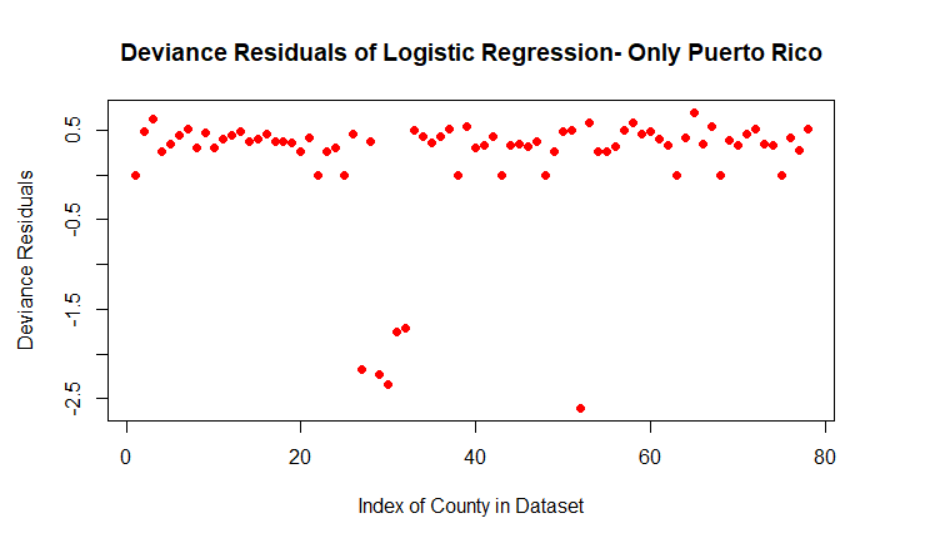 Deviance Residuals of Logistic Regression- Only Puerto Rico
Deviance Residuals
0.5
-0.5
-1.5
-2.5
0 20 40 60 80
Index of County in Dataset